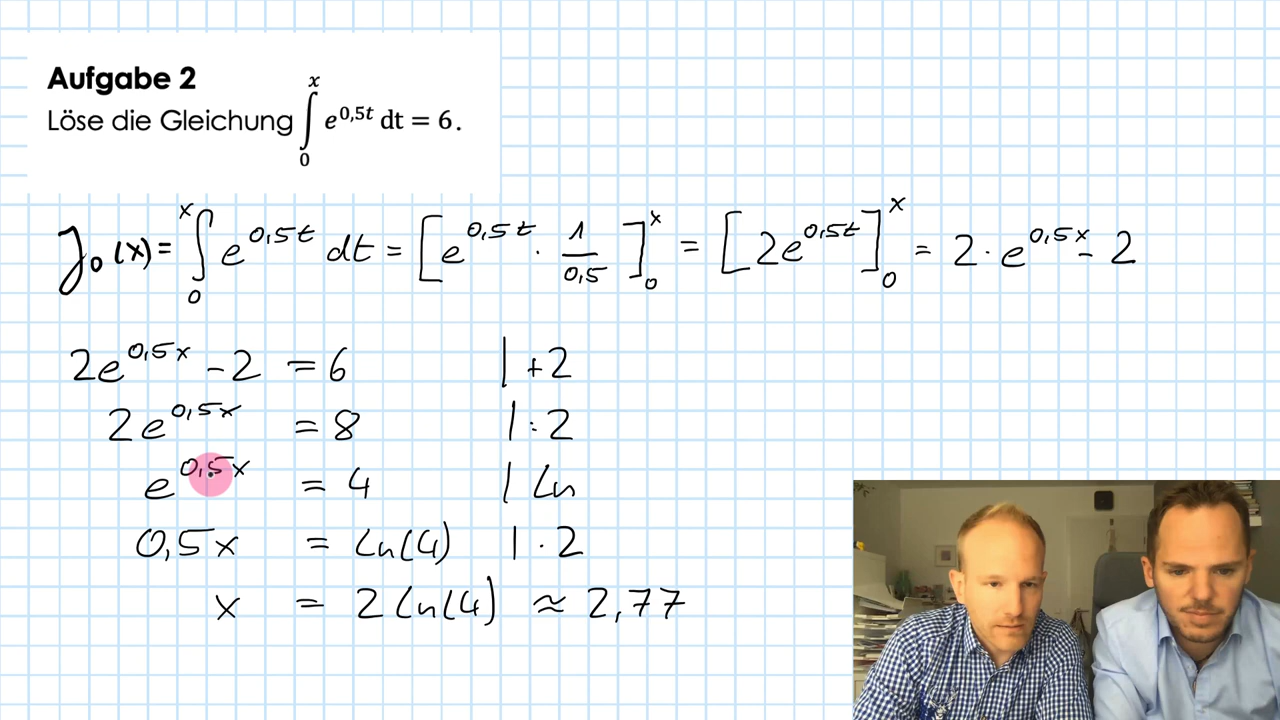 Aufgabe 2
Löse die Gleichung ∫₀ˣ e^{0,5t} dt = 6.
J₀(x) = ∫₀ˣ e^{0,5t} dt = [e^{0,5t} · 1/0,5]₀ˣ = [2e^{0,5t}]₀ˣ = 2 · e^{0,5x} - 2
2e^{0,5x} - 2 = 6 | +2
2e^{0,5x} = 8 | : 2
e^{0,5x} = 4 | ln
0,5x = ln(4) | · 2
x = 2 ln(4) ≈ 2,77